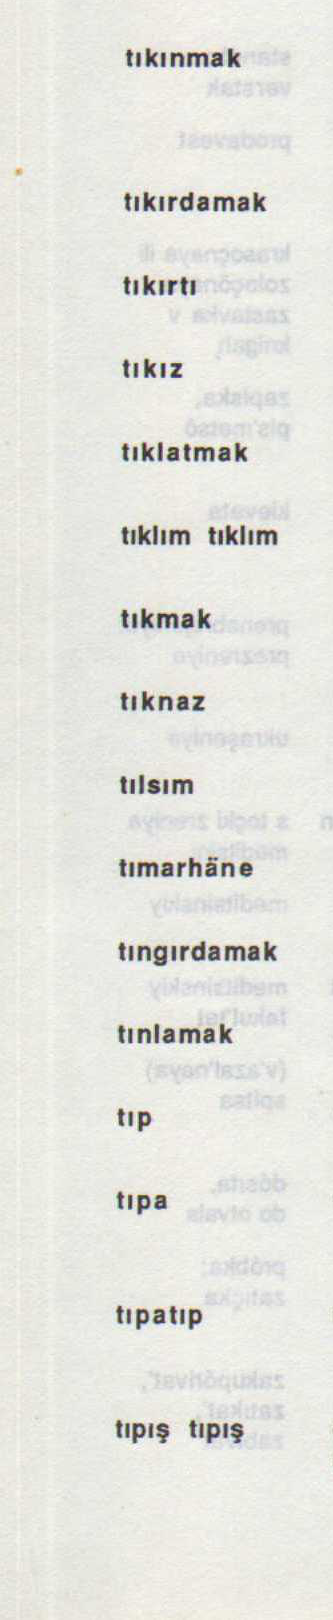 tıkınmak
tıkırdamak
tıkırtı
tıkız
tıklatmak
tıklım tıklım
tıkmak
tıknaz
tılsım
tımarhäne
tıngırdamak
tınlamak
tıp
tıpa
tıpatıp
tıpış tıpış